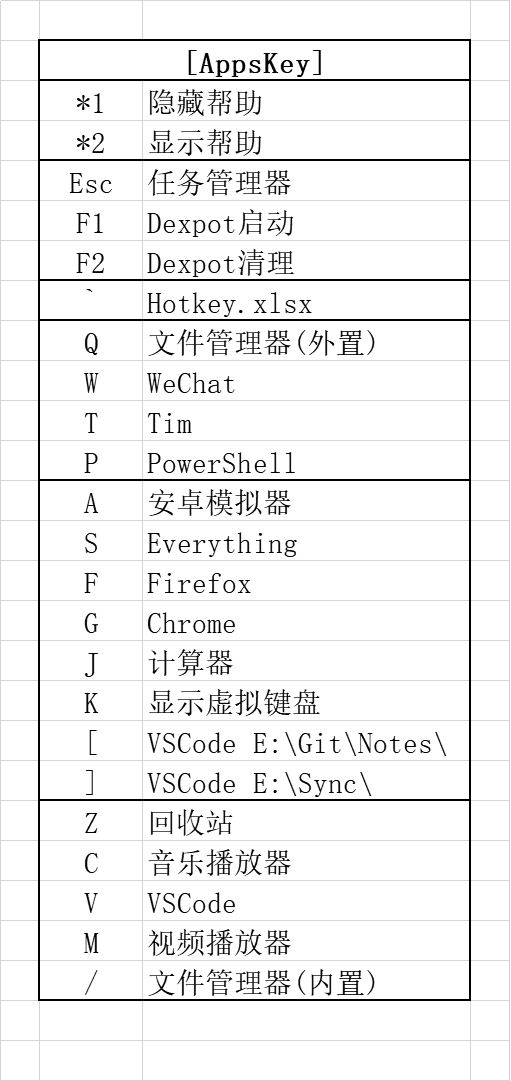 [AppsKey]
*1 隐藏帮助
*2 显示帮助
Esc 任务管理器
F1 Dexpot启动
F2 Dexpot清理
` Hotkey.xlsx
Q 文件管理器(外置)
W WeChat
T Tim
P PowerShell
A 安卓模拟器
S Everything
F Firefox
G Chrome
J 计算器
K 显示虚拟键盘
[ VSCode E:\Git\Notes\
] VSCode E:\Sync\
Z 回收站
C 音乐播放器
V VSCode
M 视频播放器
/ 文件管理器(内置)